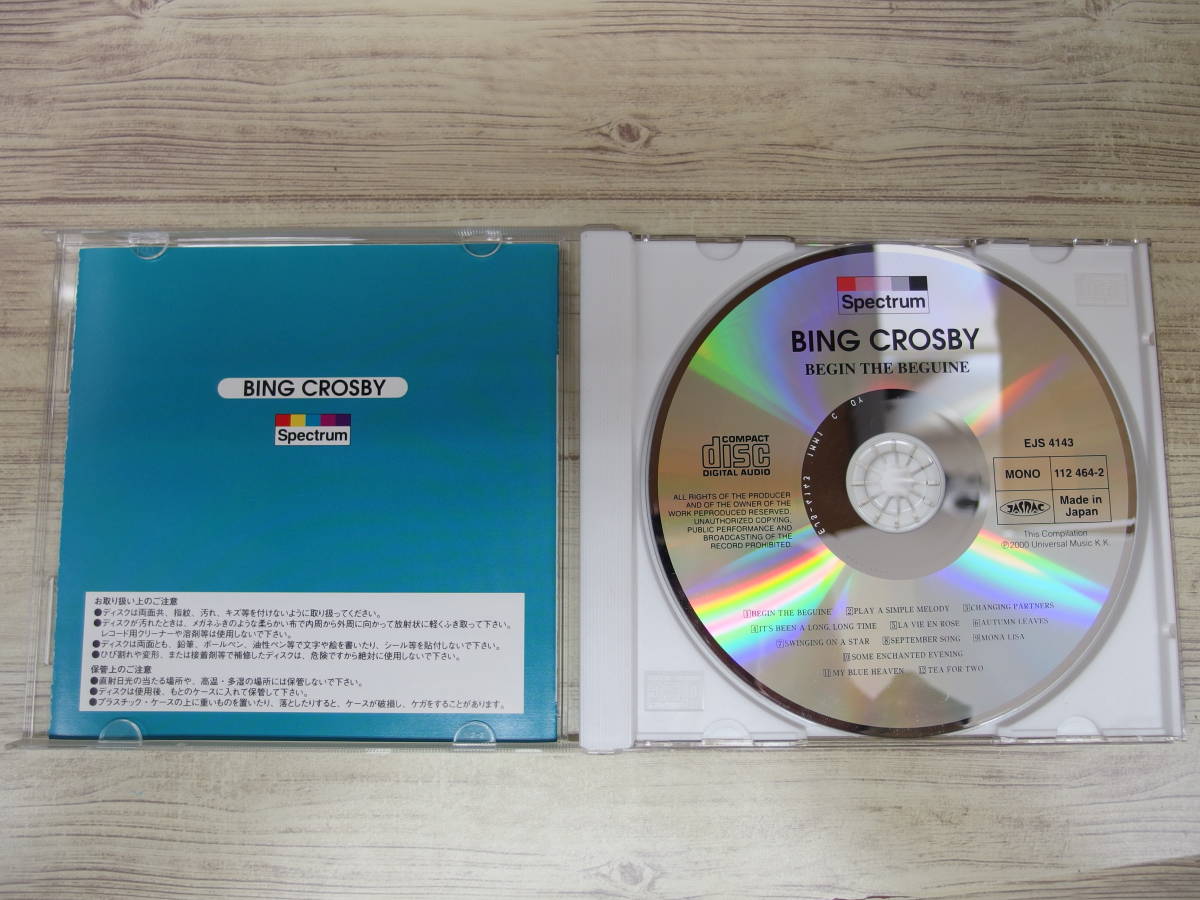 BING CROSBY
Spectrum
お取り扱い上のご注意
●ディスクは両面共、指紋、汚れ、キズ等を付けないように取り扱ってください。
●ディスクが汚れたときは、メガネふきのような柔らかい布で内周から外周に向かって放射状に軽くふき取って下さい。
レコード用クリーナーや溶剤等は使用しないで下さい。
●ディスクは両面とも、鉛筆、ボールペン、油性ペン等で文字や絵を書いたり、シール等を貼付しないで下さい。
●ひび割れや変形、または接着剤等で補修したディスクは、危険ですから絶対に使用しないで下さい。
保管上のご注意
●直射日光の当たる場所や、高温・多湿の場所には保管しないで下さい。
●ディスクは使用後、もとのケースに入れて保管して下さい。
●プラスチック・ケースの上に重いものを置いたり、落としたりすると、ケースが破損し、ケガをすることがあります。
Spectrum
BING CROSBY
BEGIN THE BEGUINE
COMPACT
disc
DIGITAL AUDIO
ALL RIGHTS OF THE PRODUCER
AND OF THE OWNER OF THE
WORK PEPRODUCED RESERVED.
UNAUTHORIZED COPYING,
PUBLIC PERFORMANCE AND
BROADCASTING OF THE
RECORD PROHIBITED.
EJS 4143
MONO 112 464-2
JASRAC Made in
Japan
This Compilation
Ⓟ2000 Universal Music K.K.
1 BEGIN THE BEGUINE 2 PLAY A SIMPLE MELODY 3 CHANGING PARTNERS
4 IT'S BEEN A LONG, LONG TIME 5 LA VIE EN ROSE 6 AUTUMN LEAVES
7 SWINGING ON A STAR 8 SEPTEMBER SONG 9 MONA LISA
10 SOME ENCHANTED EVENING
11 MY BLUE HEAVEN 12 TEA FOR TWO